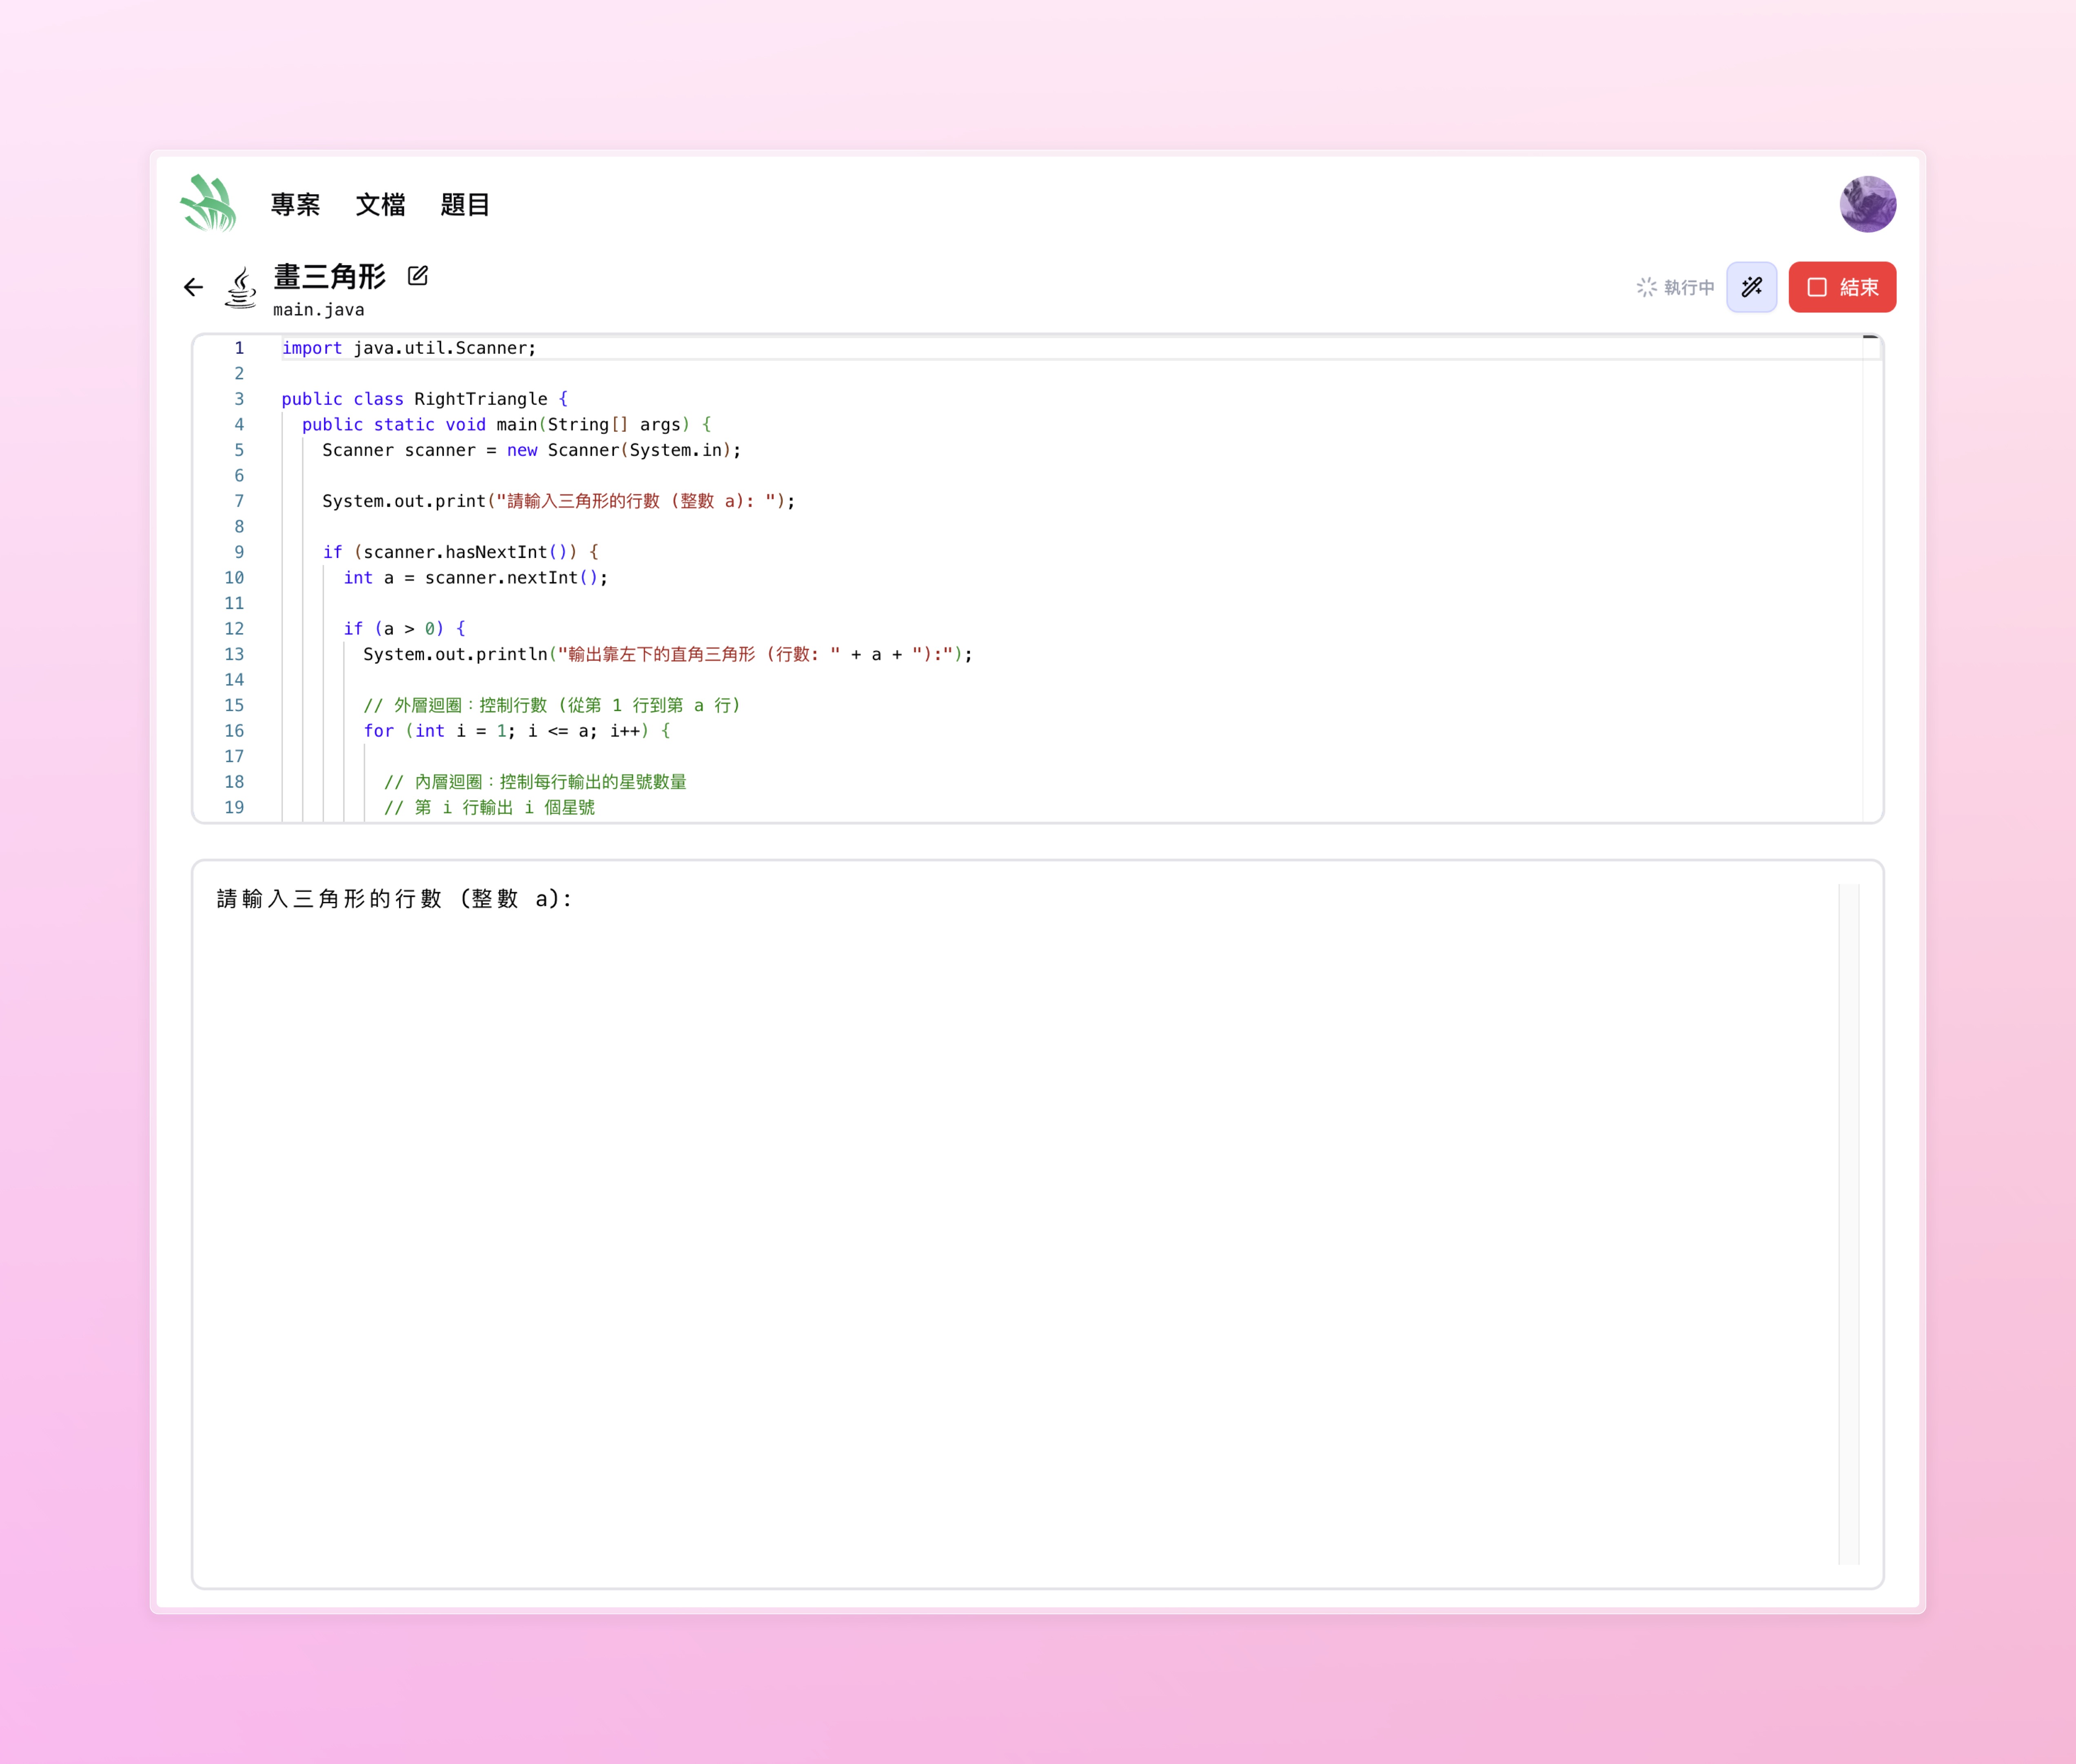 專案 文檔 題目
畫三角形
main.java
執行中
結束
1 import java.util.Scanner;
2
3 public class RightTriangle {
4 public static void main(String[] args) {
5 Scanner scanner = new Scanner(System.in);
6
7 System.out.print("請輸入三角形的行數 (整數 a): ");
8
9 if (scanner.hasNextInt()) {
10 int a = scanner.nextInt();
11
12 if (a > 0) {
13 System.out.println("輸出靠左下的直角三角形 (行數: " + a + "):");
14
15 // 外層迴圈：控制行數 (從第 1 行到第 a 行)
16 for (int i = 1; i <= a; i++) {
17
18 // 內層迴圈：控制每行輸出的星號數量
19 // 第 i 行輸出 i 個星號
請輸入三角形的行數 (整數 a):